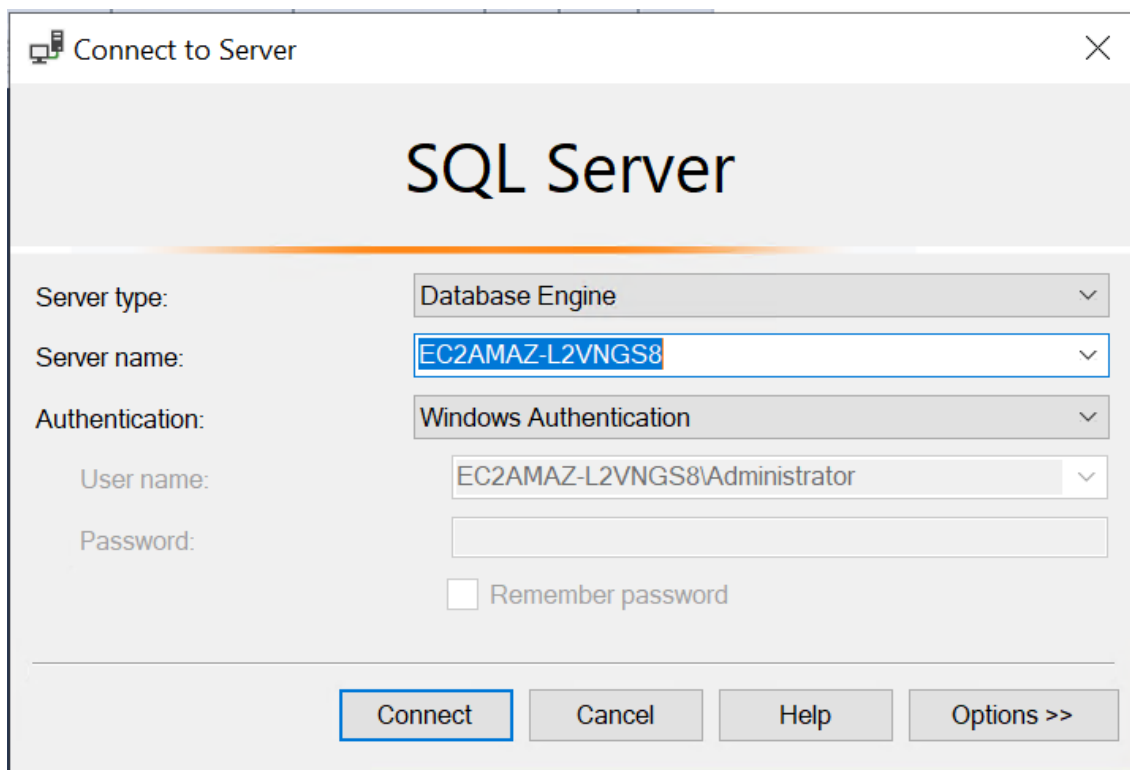 Connect to Server
SQL Server
Server type: Database Engine
Server name: EC2AMAZ-L2VNGS8
Authentication: Windows Authentication
User name: EC2AMAZ-L2VNGS8\Administrator
Password:
Remember password
Connect Cancel Help Options >>